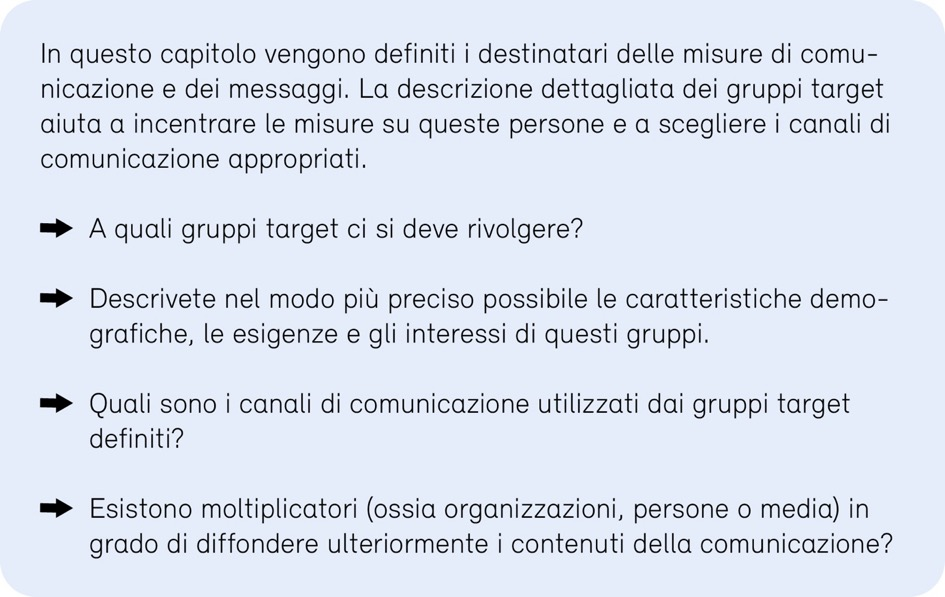 In questo capitolo vengono definiti i destinatari delle misure di comu-
nicazione e dei messaggi. La descrizione dettagliata dei gruppi target
aiuta a incentrare le misure su queste persone e a scegliere i canali di
comunicazione appropriati.
➡ A quali gruppi target ci si deve rivolgere?
➡ Descrivete nel modo più preciso possibile le caratteristiche demo-
grafiche, le esigenze e gli interessi di questi gruppi.
➡ Quali sono i canali di comunicazione utilizzati dai gruppi target
definiti?
➡ Esistono moltiplicatori (ossia organizzazioni, persone o media) in
grado di diffondere ulteriormente i contenuti della comunicazione?